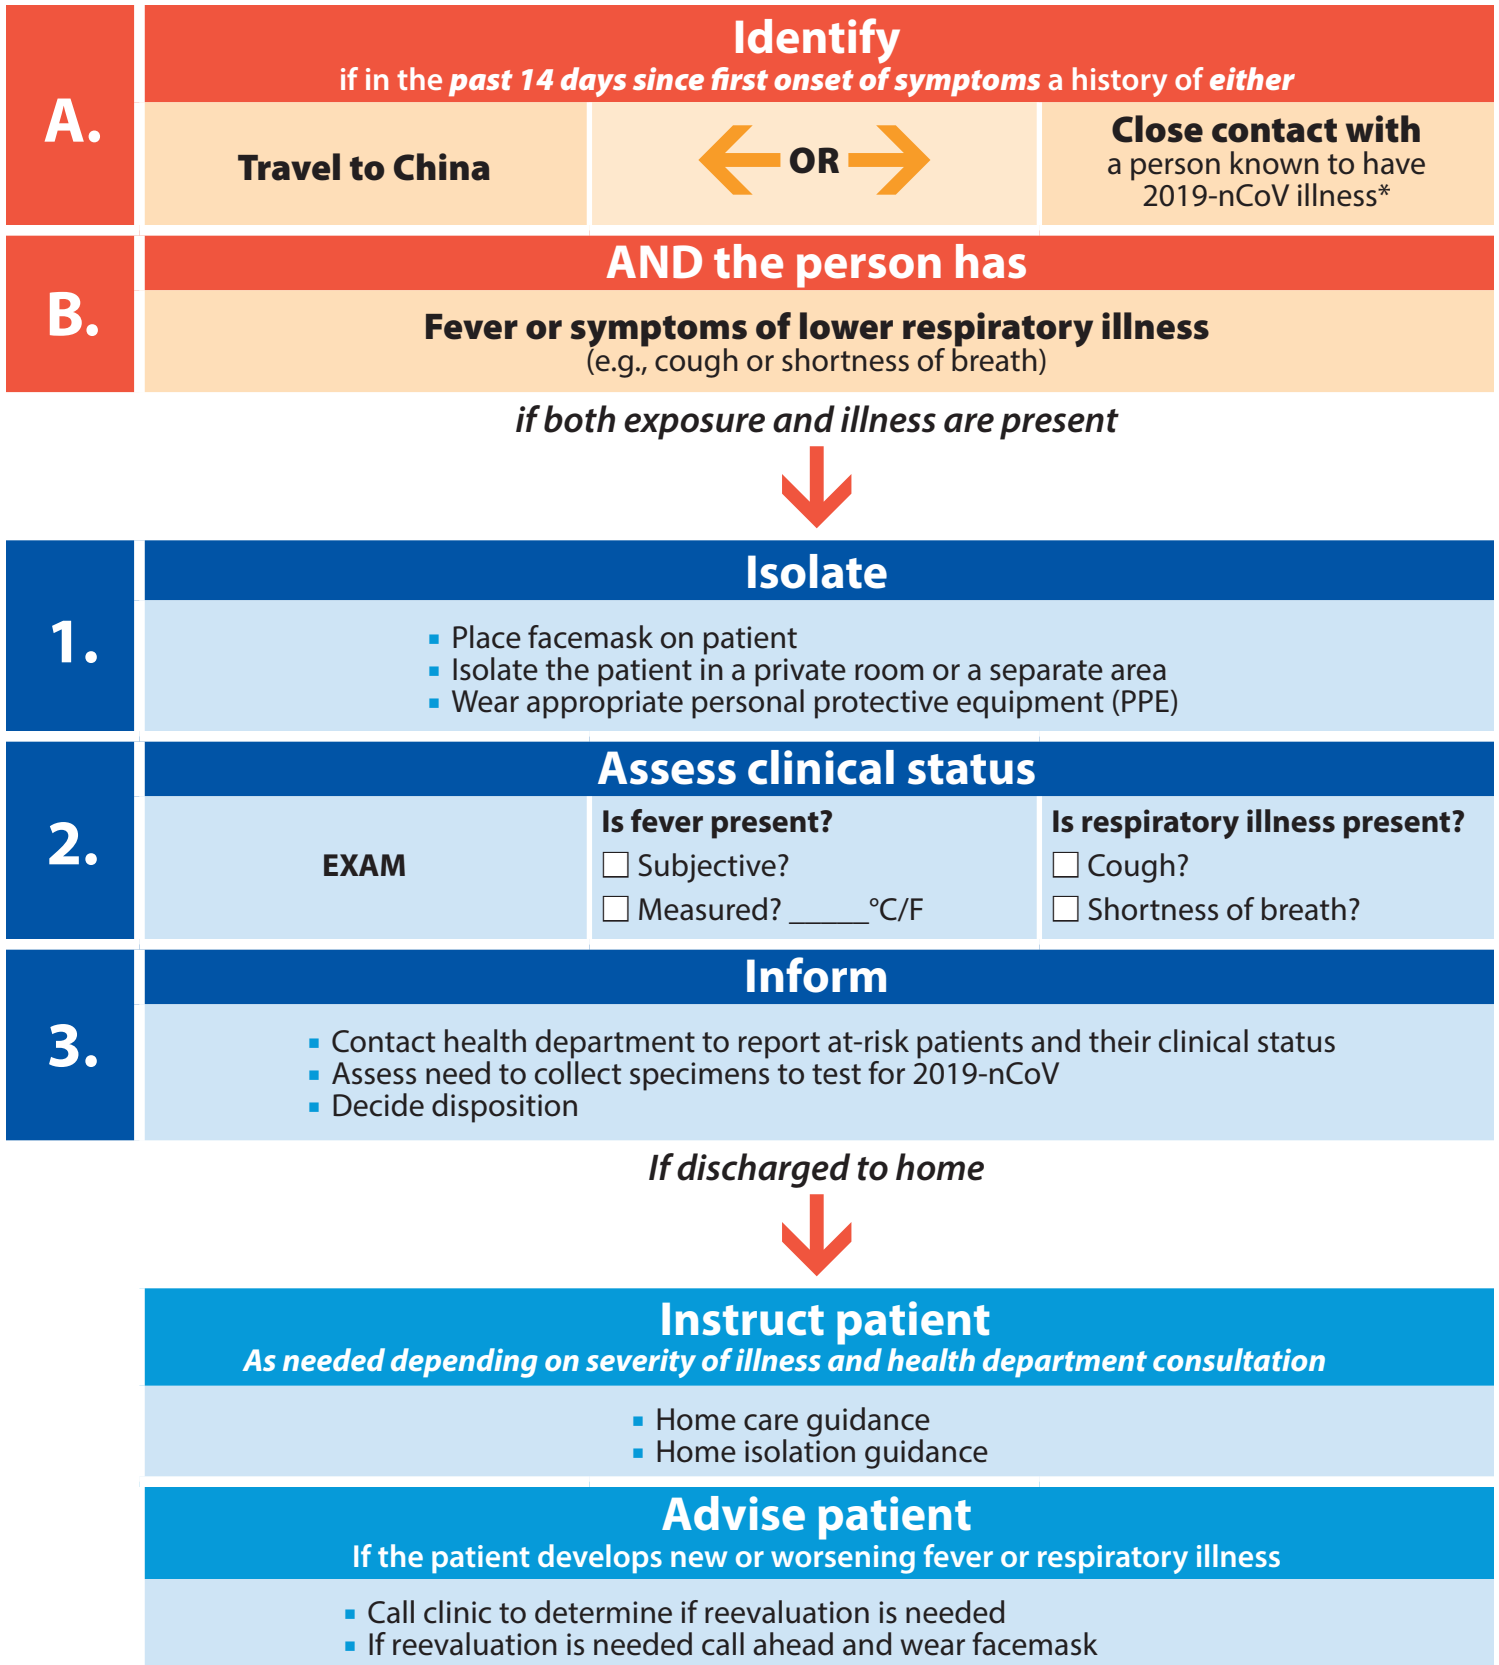 A.
Identify
if in the past 14 days since first onset of symptoms a history of either
Travel to China
OR
Close contact with
a person known to have
2019-nCoV illness*
B.
AND the person has
Fever or symptoms of lower respiratory illness
(e.g., cough or shortness of breath)
if both exposure and illness are present
1.
Isolate
▪ Place facemask on patient
▪ Isolate the patient in a private room or a separate area
▪ Wear appropriate personal protective equipment (PPE)
2.
Assess clinical status
EXAM
Is fever present?
☐ Subjective?
☐ Measured? _____°C/F
Is respiratory illness present?
☐ Cough?
☐ Shortness of breath?
3.
Inform
▪ Contact health department to report at-risk patients and their clinical status
▪ Assess need to collect specimens to test for 2019-nCoV
▪ Decide disposition
If discharged to home
Instruct patient
As needed depending on severity of illness and health department consultation
▪ Home care guidance
▪ Home isolation guidance
Advise patient
If the patient develops new or worsening fever or respiratory illness
▪ Call clinic to determine if reevaluation is needed
▪ If reevaluation is needed call ahead and wear facemask